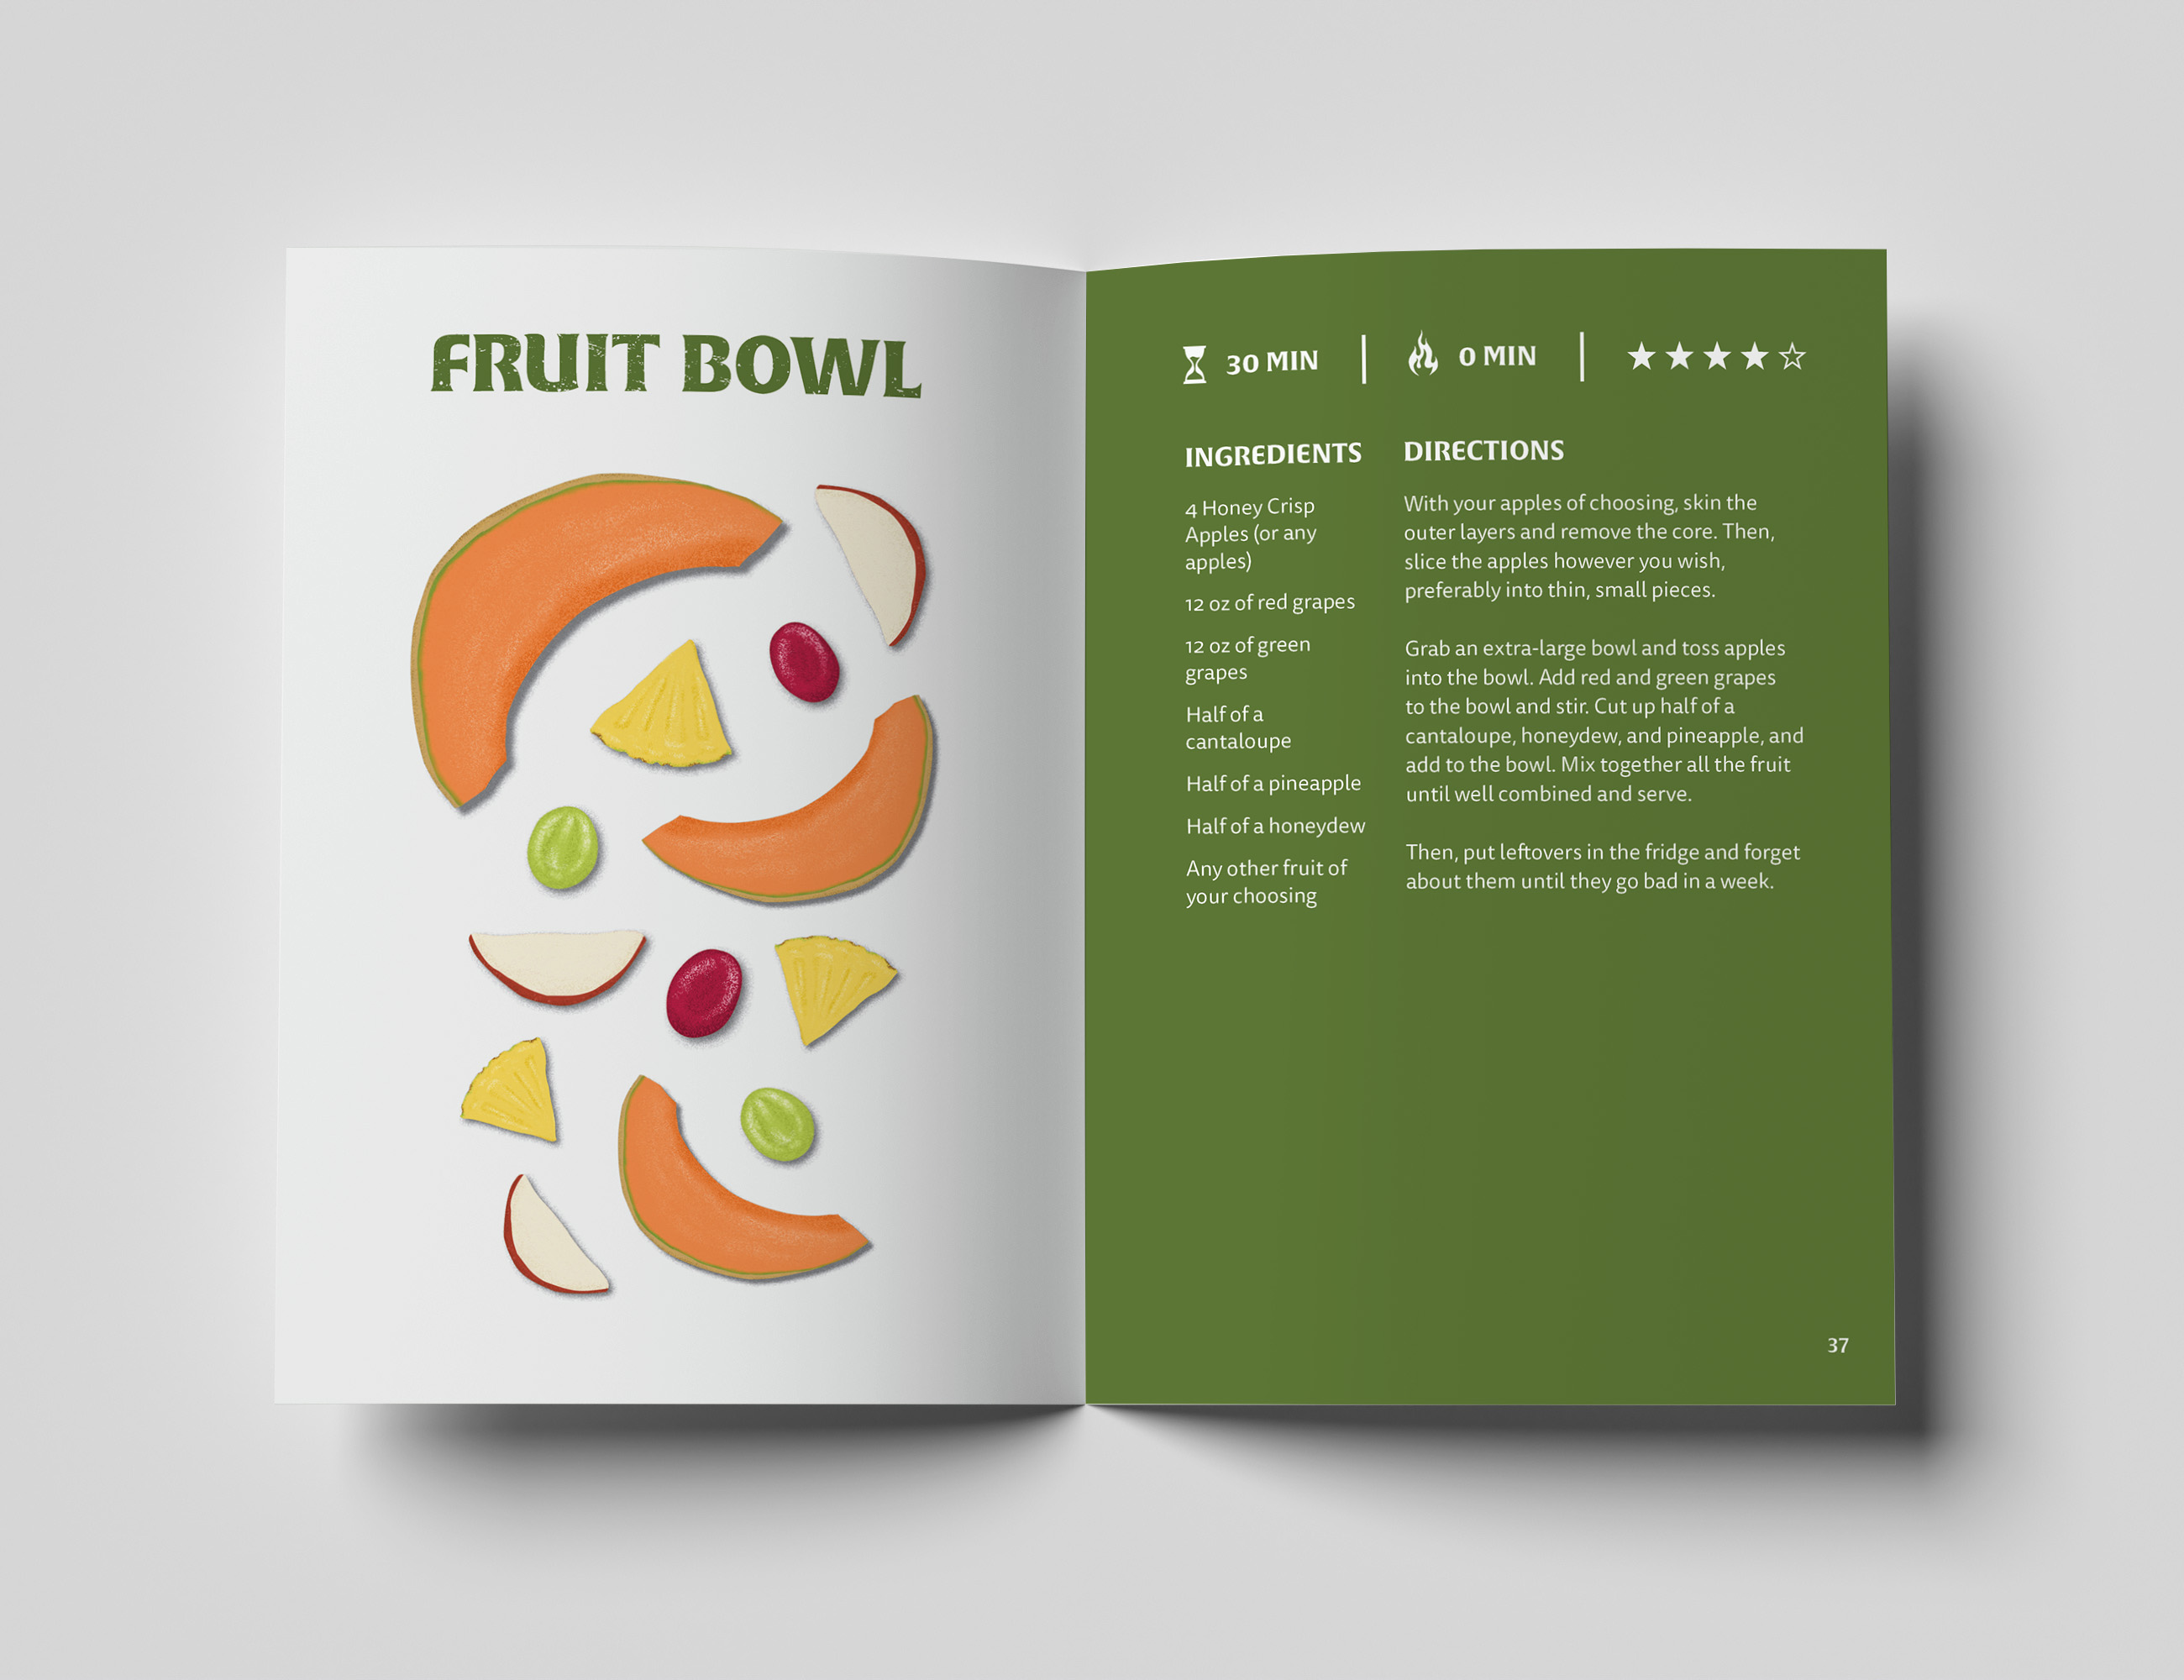 FRUIT BOWL
30 MIN
0 MIN
INGREDIENTS
4 Honey Crisp
Apples (or any
apples)
12 oz of red grapes
12 oz of green
grapes
Half of a
cantaloupe
Half of a pineapple
Half of a honeydew
Any other fruit of
your choosing
DIRECTIONS
With your apples of choosing, skin the
outer layers and remove the core. Then,
slice the apples however you wish,
preferably into thin, small pieces.
Grab an extra-large bowl and toss apples
into the bowl. Add red and green grapes
to the bowl and stir. Cut up half of a
cantaloupe, honeydew, and pineapple, and
add to the bowl. Mix together all the fruit
until well combined and serve.
Then, put leftovers in the fridge and forget
about them until they go bad in a week.
37